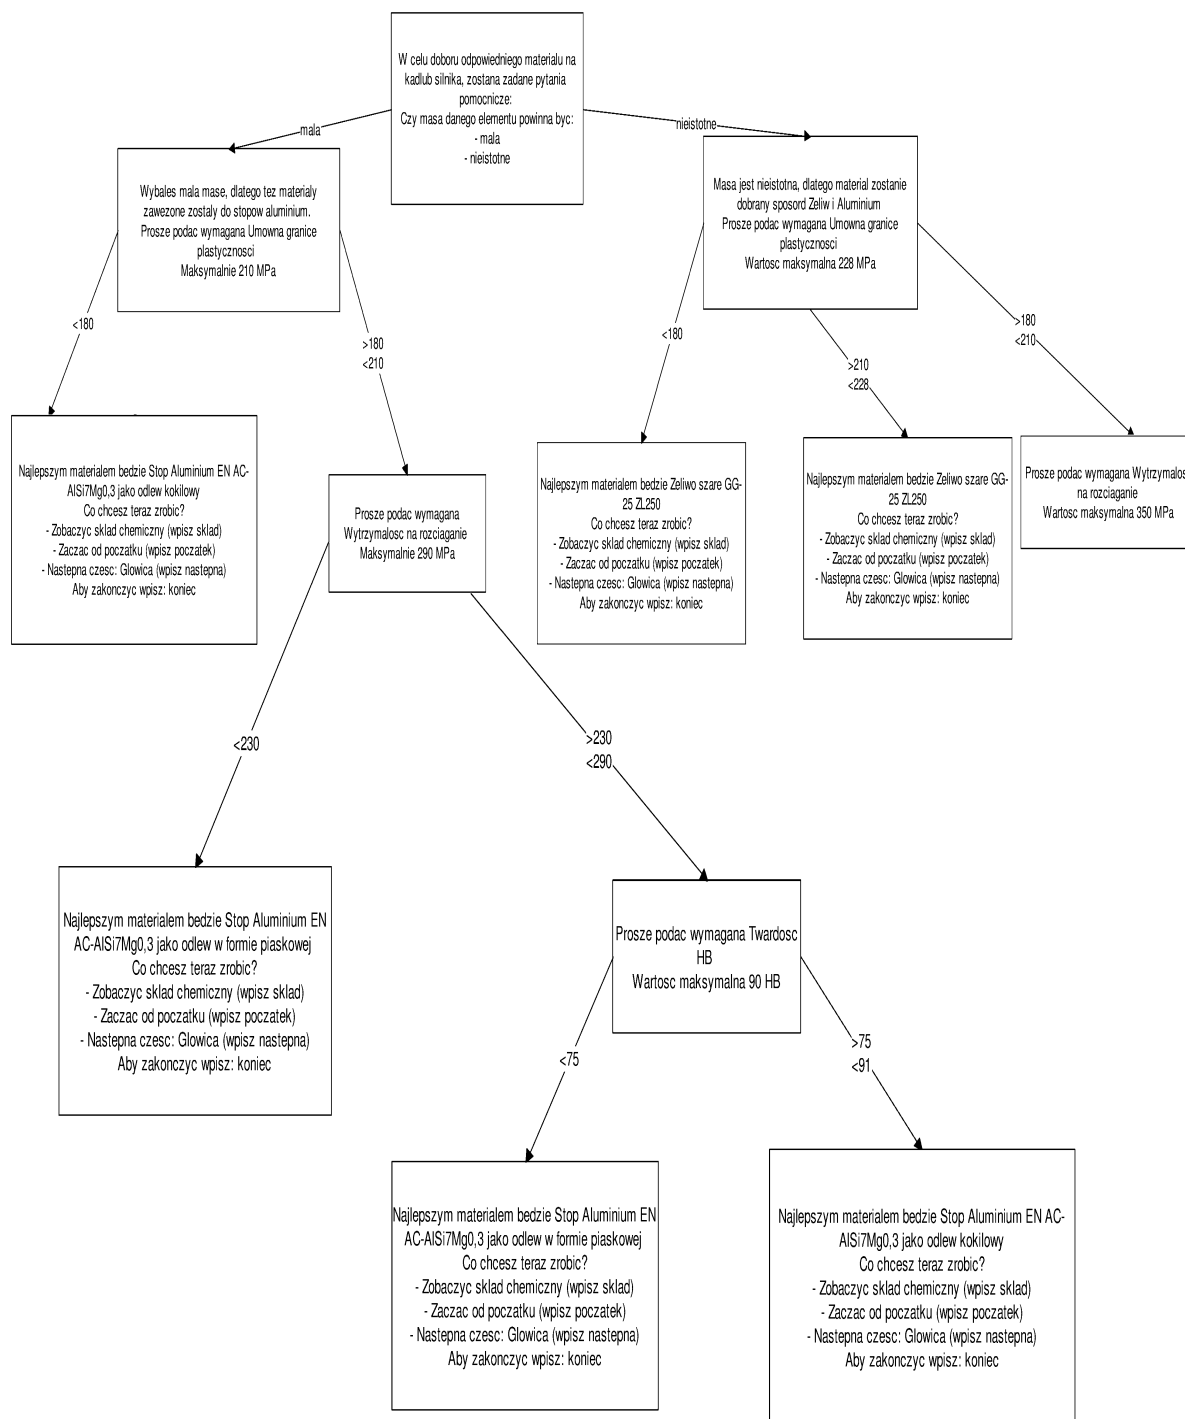 W celu doboru odpowiedniego materialu na
kadlub silnika, zostana zadane pytania
pomocnicze:
Czy masa danego elementu powinna byc:
- mala
- nieistotne
mala
nieistotne
Wybales mala mase, dlatego tez materialy
zawezone zostaly do stopow aluminium.
Prosze podac wymagana Umowna granice
plastycznosci
Maksymalnie 210 MPa
Masa jest nieistotna, dlatego material zostanie
dobrany sposord Zeliw i Aluminium
Prosze podac wymagana Umowna granice
plastycznosci
Wartosc maksymalna 228 MPa
<180
>180
<210
<180
>210
<228
>180
<210
Najlepszym materialem bedzie Stop Aluminium EN AC-
AlSi7Mg0,3 jako odlew kokilowy
Co chcesz teraz zrobic?
- Zobaczyc sklad chemiczny (wpisz sklad)
- Zaczac od poczatku (wpisz poczatek)
- Nastepna czesc: Glowica (wpisz nastepna)
Aby zakonczyc wpisz: koniec
Prosze podac wymagana
Wytrzymalosc na rozciaganie
Maksymalnie 290 MPa
Najlepszym materialem bedzie Zeliwo szare GG-
25 ZL250
Co chcesz teraz zrobic?
- Zobaczyc sklad chemiczny (wpisz sklad)
- Zaczac od poczatku (wpisz poczatek)
- Nastepna czesc: Glowica (wpisz nastepna)
Aby zakonczyc wpisz: koniec
Najlepszym materialem bedzie Zeliwo szare GG-
25 ZL250
Co chcesz teraz zrobic?
- Zobaczyc sklad chemiczny (wpisz sklad)
- Zaczac od poczatku (wpisz poczatek)
- Nastepna czesc: Glowica (wpisz nastepna)
Aby zakonczyc wpisz: koniec
Prosze podac wymagana Wytrzymalos
na rozciaganie
Wartosc maksymalna 350 MPa
<230
>230
<290
Najlepszym materialem bedzie Stop Aluminium EN
AC-AlSi7Mg0,3 jako odlew w formie piaskowej
Co chcesz teraz zrobic?
- Zobaczyc sklad chemiczny (wpisz sklad)
- Zaczac od poczatku (wpisz poczatek)
- Nastepna czesc: Glowica (wpisz nastepna)
Aby zakonczyc wpisz: koniec
Prosze podac wymagana Twardosc
HB
Wartosc maksymalna 90 HB
<75
>75
<91
Najlepszym materialem bedzie Stop Aluminium EN
AC-AlSi7Mg0,3 jako odlew w formie piaskowej
Co chcesz teraz zrobic?
- Zobaczyc sklad chemiczny (wpisz sklad)
- Zaczac od poczatku (wpisz poczatek)
- Nastepna czesc: Glowica (wpisz nastepna)
Aby zakonczyc wpisz: koniec
Najlepszym materialem bedzie Stop Aluminium EN AC-
AlSi7Mg0,3 jako odlew kokilowy
Co chcesz teraz zrobic?
- Zobaczyc sklad chemiczny (wpisz sklad)
- Zaczac od poczatku (wpisz poczatek)
- Nastepna czesc: Glowica (wpisz nastepna)
Aby zakonczyc wpisz: koniec